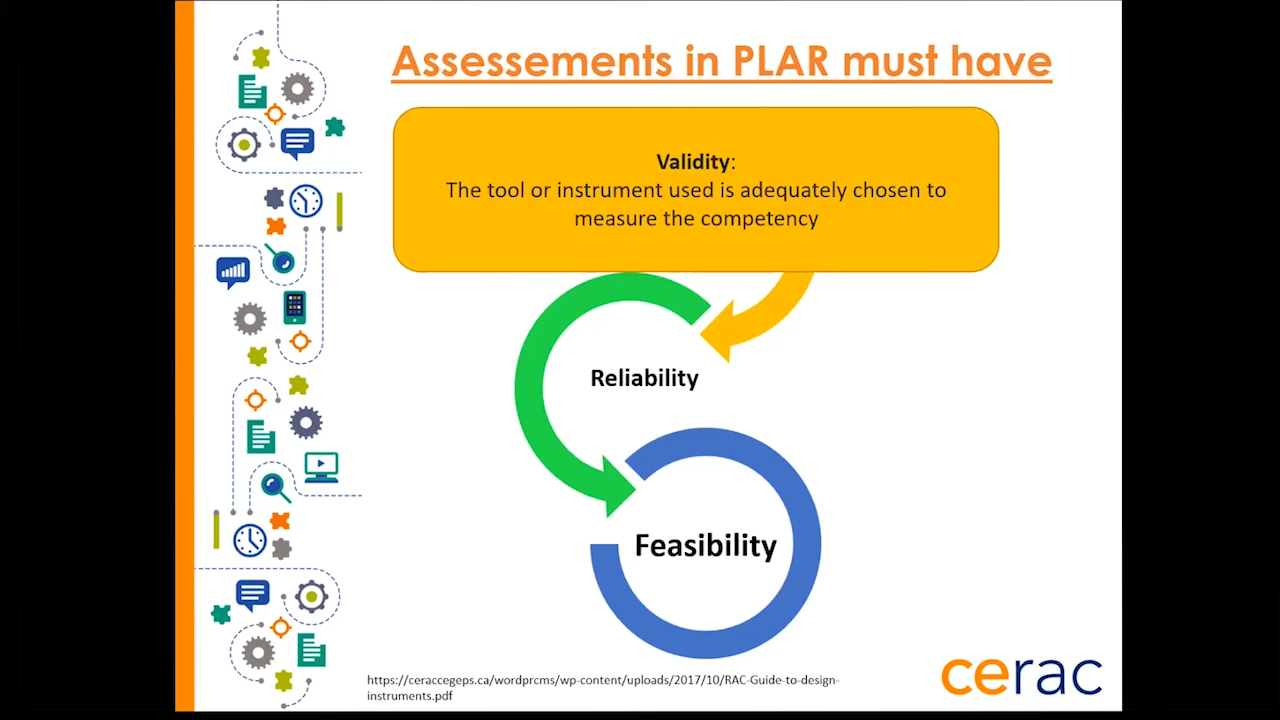 Assessements in PLAR must have
Validity:
The tool or instrument used is adequately chosen to
measure the competency
Reliability
Feasibility
https://ceraccegeps.ca/wordprcms/wp-content/uploads/2017/10/RAC-Guide-to-design-
instruments.pdf
cerac